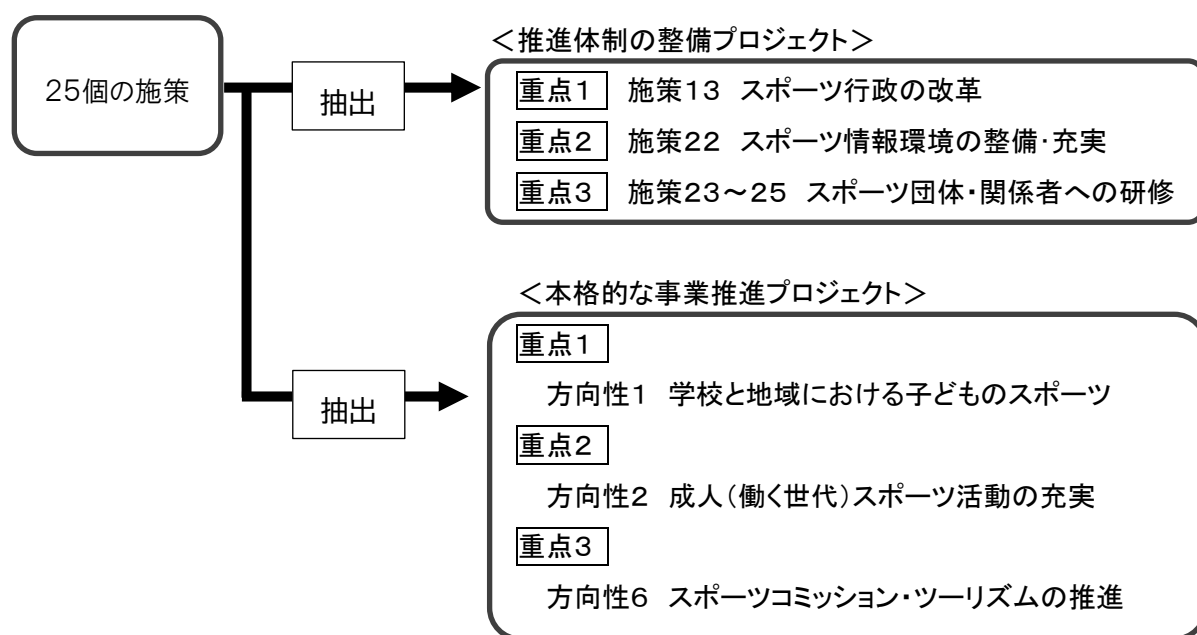 25個の施策
抽出
＜推進体制の整備プロジェクト＞
重点1 施策13 スポーツ行政の改革
重点2 施策22 スポーツ情報環境の整備・充実
重点3 施策23～25 スポーツ団体・関係者への研修
抽出
＜本格的な事業推進プロジェクト＞
重点1
方向性1 学校と地域における子どものスポーツ
重点2
方向性2 成人（働く世代）スポーツ活動の充実
重点3
方向性6 スポーツコミッション・ツーリズムの推進